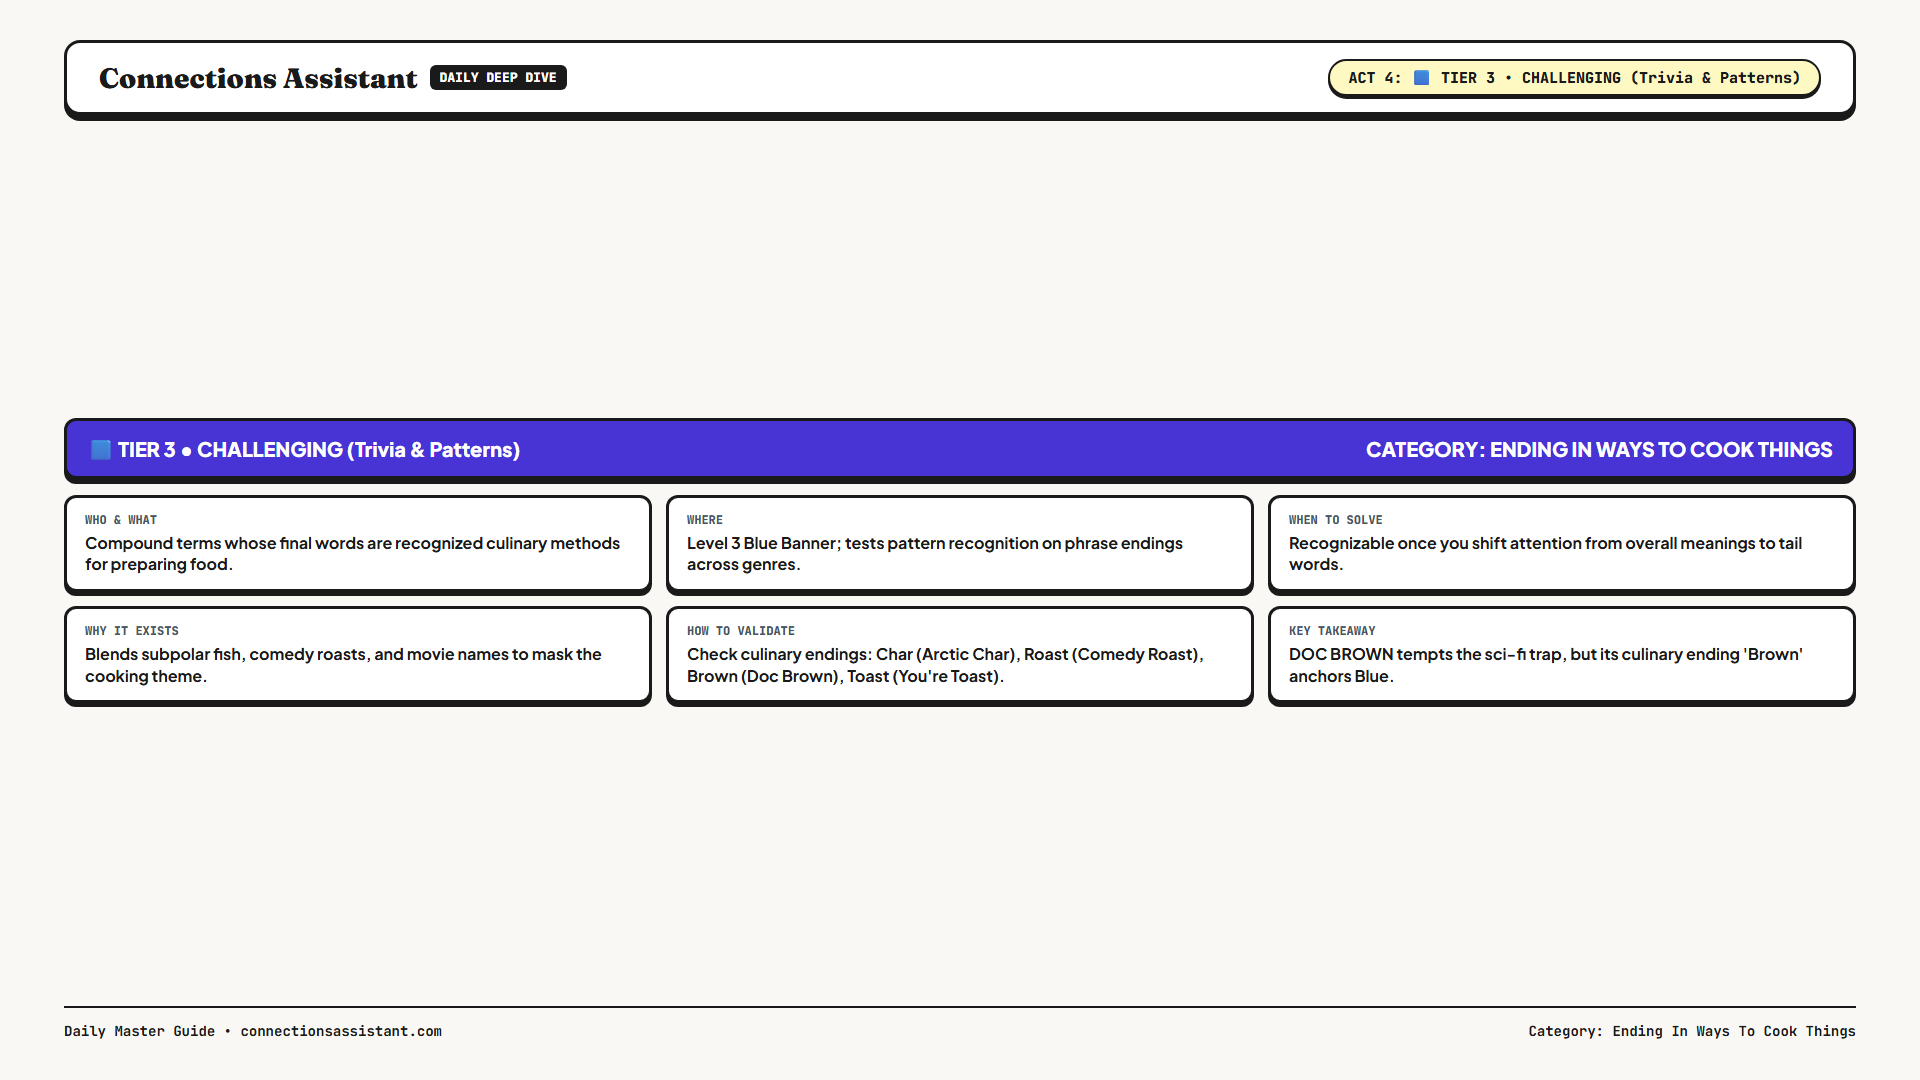 Connections Assistant DAILY DEEP DIVE
ACT 4: 🟦 TIER 3 • CHALLENGING (Trivia & Patterns)
🟦 TIER 3 ● CHALLENGING (Trivia & Patterns)
CATEGORY: ENDING IN WAYS TO COOK THINGS
WHO & WHAT
Compound terms whose final words are recognized culinary methods
for preparing food.
WHERE
Level 3 Blue Banner; tests pattern recognition on phrase endings
across genres.
WHEN TO SOLVE
Recognizable once you shift attention from overall meanings to tail
words.
WHY IT EXISTS
Blends subpolar fish, comedy roasts, and movie names to mask the
cooking theme.
HOW TO VALIDATE
Check culinary endings: Char (Arctic Char), Roast (Comedy Roast),
Brown (Doc Brown), Toast (You're Toast).
KEY TAKEAWAY
DOC BROWN tempts the sci-fi trap, but its culinary ending 'Brown'
anchors Blue.
Daily Master Guide • connectionsassistant.com
Category: Ending In Ways To Cook Things